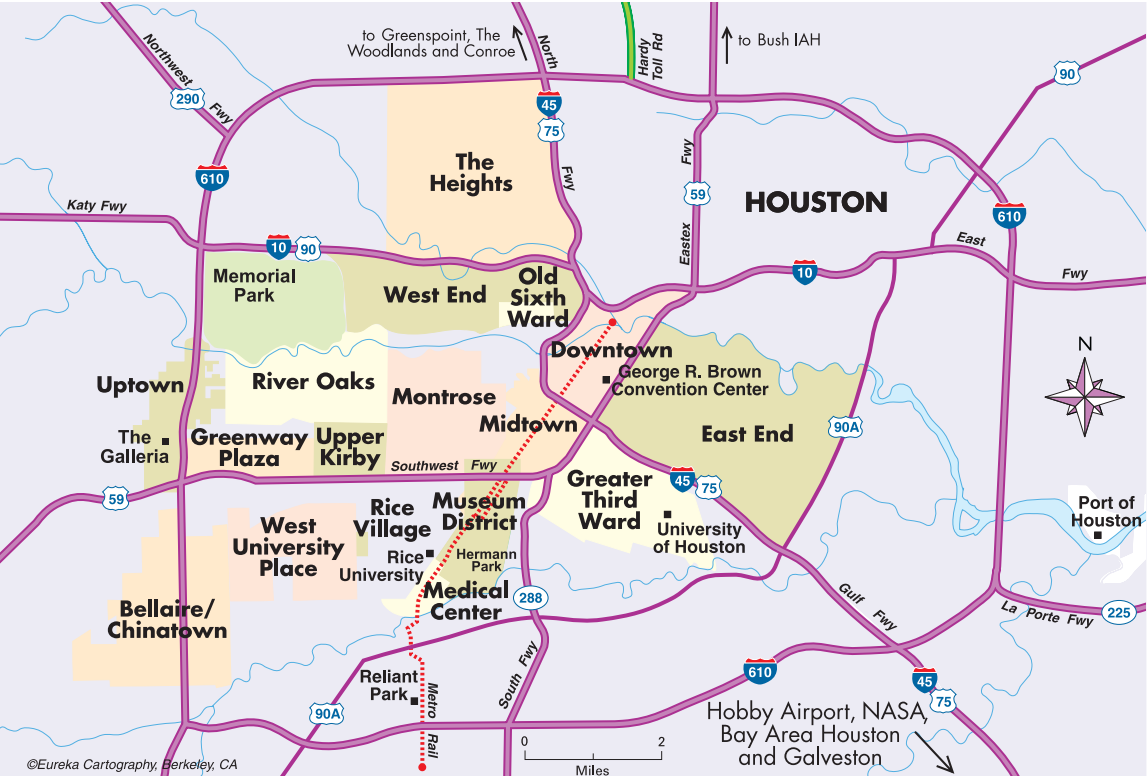 to Greenspoint, The
Woodlands and Conroe
North
Hardy
Toll Rd
to Bush IAH
Northwest
Fwy
290
45
75
90
The
Heights
Fwy
Fwy
Eastex
59
HOUSTON
610
610
Katy Fwy
10
90
East
Fwy
10
Memorial
Park
West End
Old
Sixth
Ward
Downtown
George R. Brown
Convention Center
N
Uptown
River Oaks
Montrose
Midtown
East End
90A
The
Galleria
Greenway
Plaza
Upper
Kirby
Southwest Fwy
45
75
59
Greater
Third
Ward
University
of Houston
Port of
Houston
West
University
Place
Rice
Village
Rice
University
Museum
District
Hermann
Park
Medical
Center
288
Bellaire/
Chinatown
Gulf Fwy
La Porte Fwy
225
Reliant
Park
Metro Rail
South Fwy
610
45
75
90A
Hobby Airport, NASA,
Bay Area Houston
and Galveston
0 2
Miles
©Eureka Cartography, Berkeley, CA